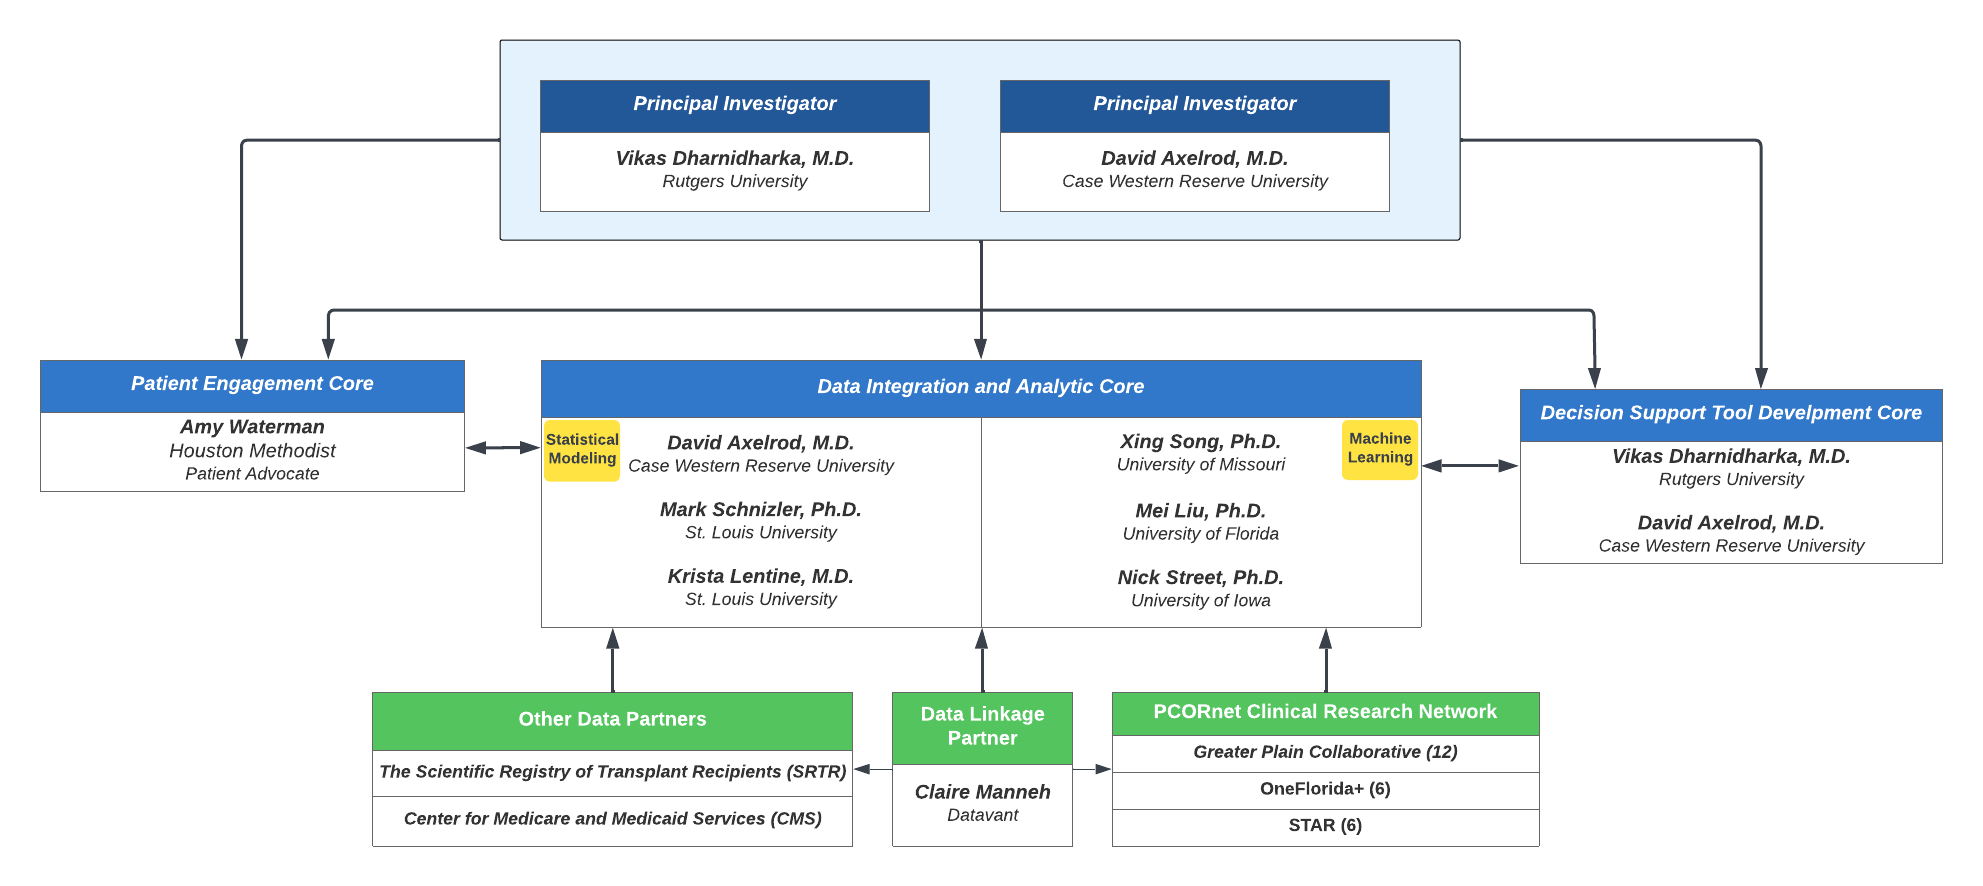 Principal Investigator
Vikas Dharnidharka, M.D.
Rutgers University
Principal Investigator
David Axelrod, M.D.
Case Western Reserve University
Patient Engagement Core
Amy Waterman
Houston Methodist
Patient Advocate
Data Integration and Analytic Core
Statistical
Modeling
David Axelrod, M.D.
Case Western Reserve University
Mark Schnizler, Ph.D.
St. Louis University
Krista Lentine, M.D.
St. Louis University
Machine
Learning
Xing Song, Ph.D.
University of Missouri
Mei Liu, Ph.D.
University of Florida
Nick Street, Ph.D.
University of Iowa
Decision Support Tool Develpment Core
Vikas Dharnidharka, M.D.
Rutgers University
David Axelrod, M.D.
Case Western Reserve University
Other Data Partners
The Scientific Registry of Transplant Recipients (SRTR)
Center for Medicare and Medicaid Services (CMS)
Data Linkage
Partner
Claire Manneh
Datavant
PCORnet Clinical Research Network
Greater Plain Collaborative (12)
OneFlorida+ (6)
STAR (6)